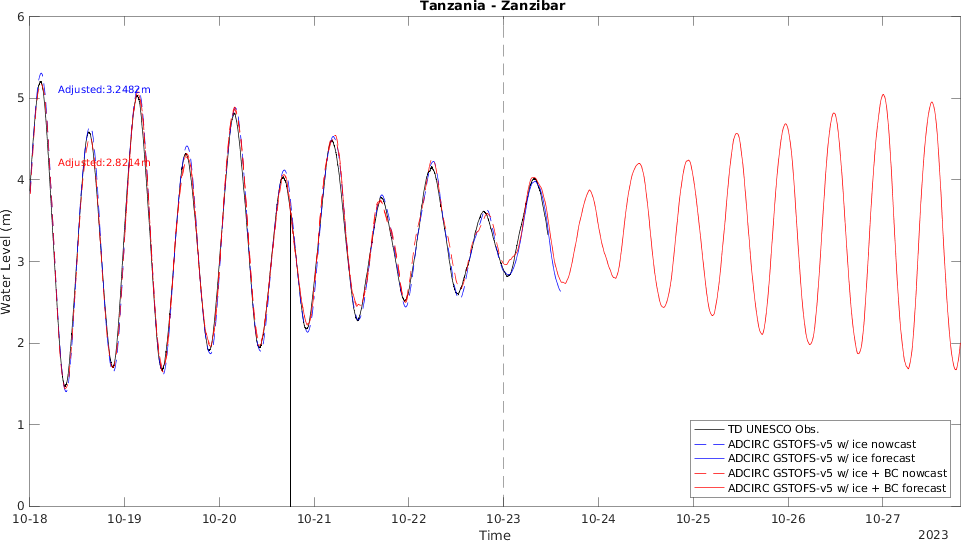 Tanzania - Zanzibar
6
5
4
3
2
1
0
Water Level (m)
Adjusted:3.2482m
Adjusted:2.8214m
TD UNESCO Obs.
ADCIRC GSTOFS-v5 w/ ice nowcast
ADCIRC GSTOFS-v5 w/ ice forecast
ADCIRC GSTOFS-v5 w/ ice + BC nowcast
ADCIRC GSTOFS-v5 w/ ice + BC forecast
10-18 10-19 10-20 10-21 10-22 10-23 10-24 10-25 10-26 10-27
Time
2023